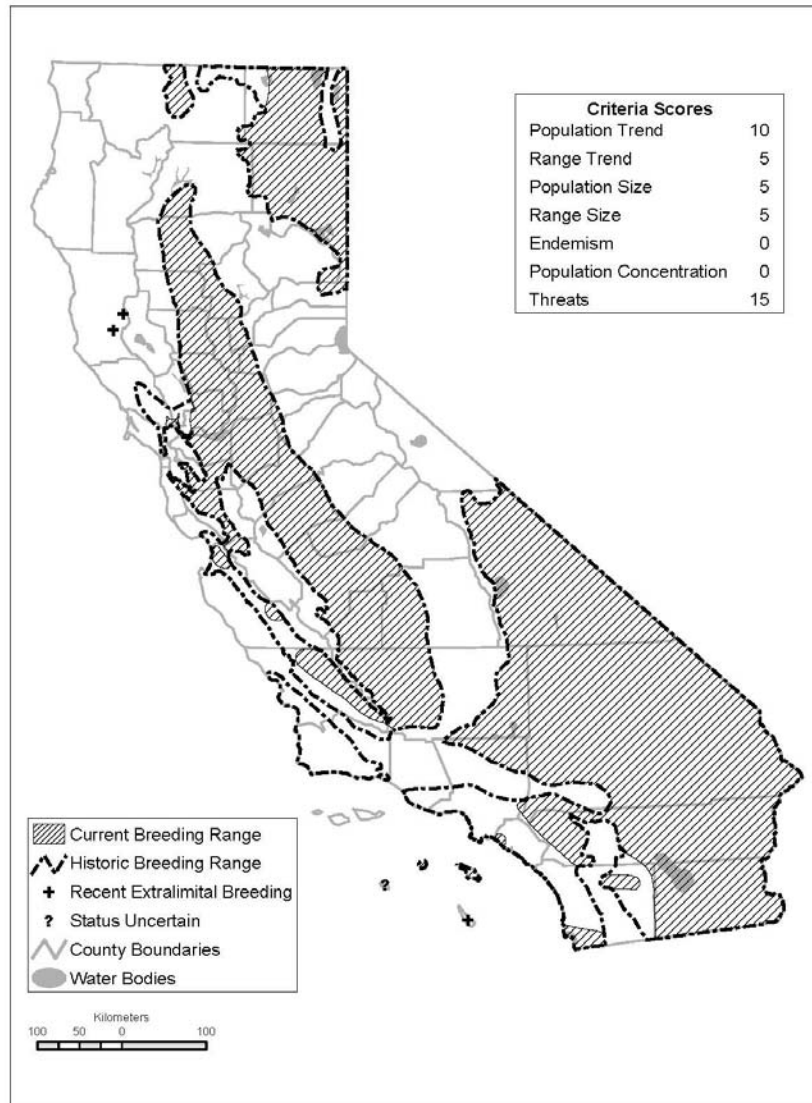 Criteria Scores
Population Trend 10
Range Trend 5
Population Size 5
Range Size 5
Endemism 0
Population Concentration 0
Threats 15
?
Current Breeding Range
Historic Breeding Range
+ Recent Extralimital Breeding
? Status Uncertain
County Boundaries
Water Bodies
Kilometers
100 50 0 100